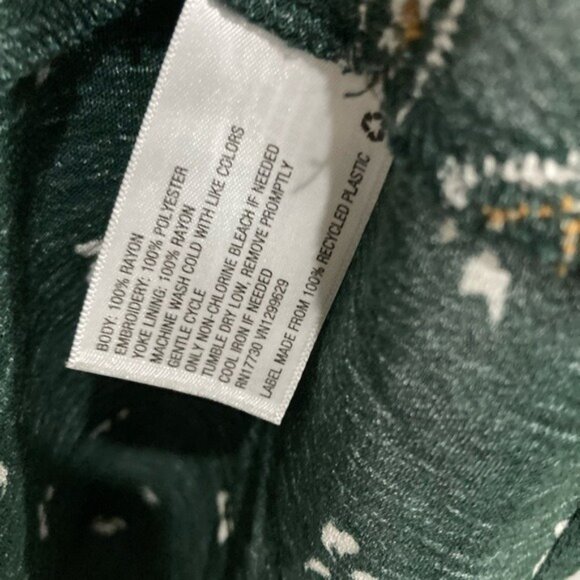 BODY: 100% RAYON
EMBROIDERY: 100% POLYESTER
YOKE LINING: 100% RAYON
MACHINE WASH COLD WITH LIKE COLORS
GENTLE CYCLE
ONLY NON-CHLORINE BLEACH IF NEEDED
TUMBLE DRY LOW, REMOVE PROMPTLY
COOL IRON IF NEEDED
RN17730 VN1299629
LABEL MADE FROM 100% RECYCLED PLASTIC